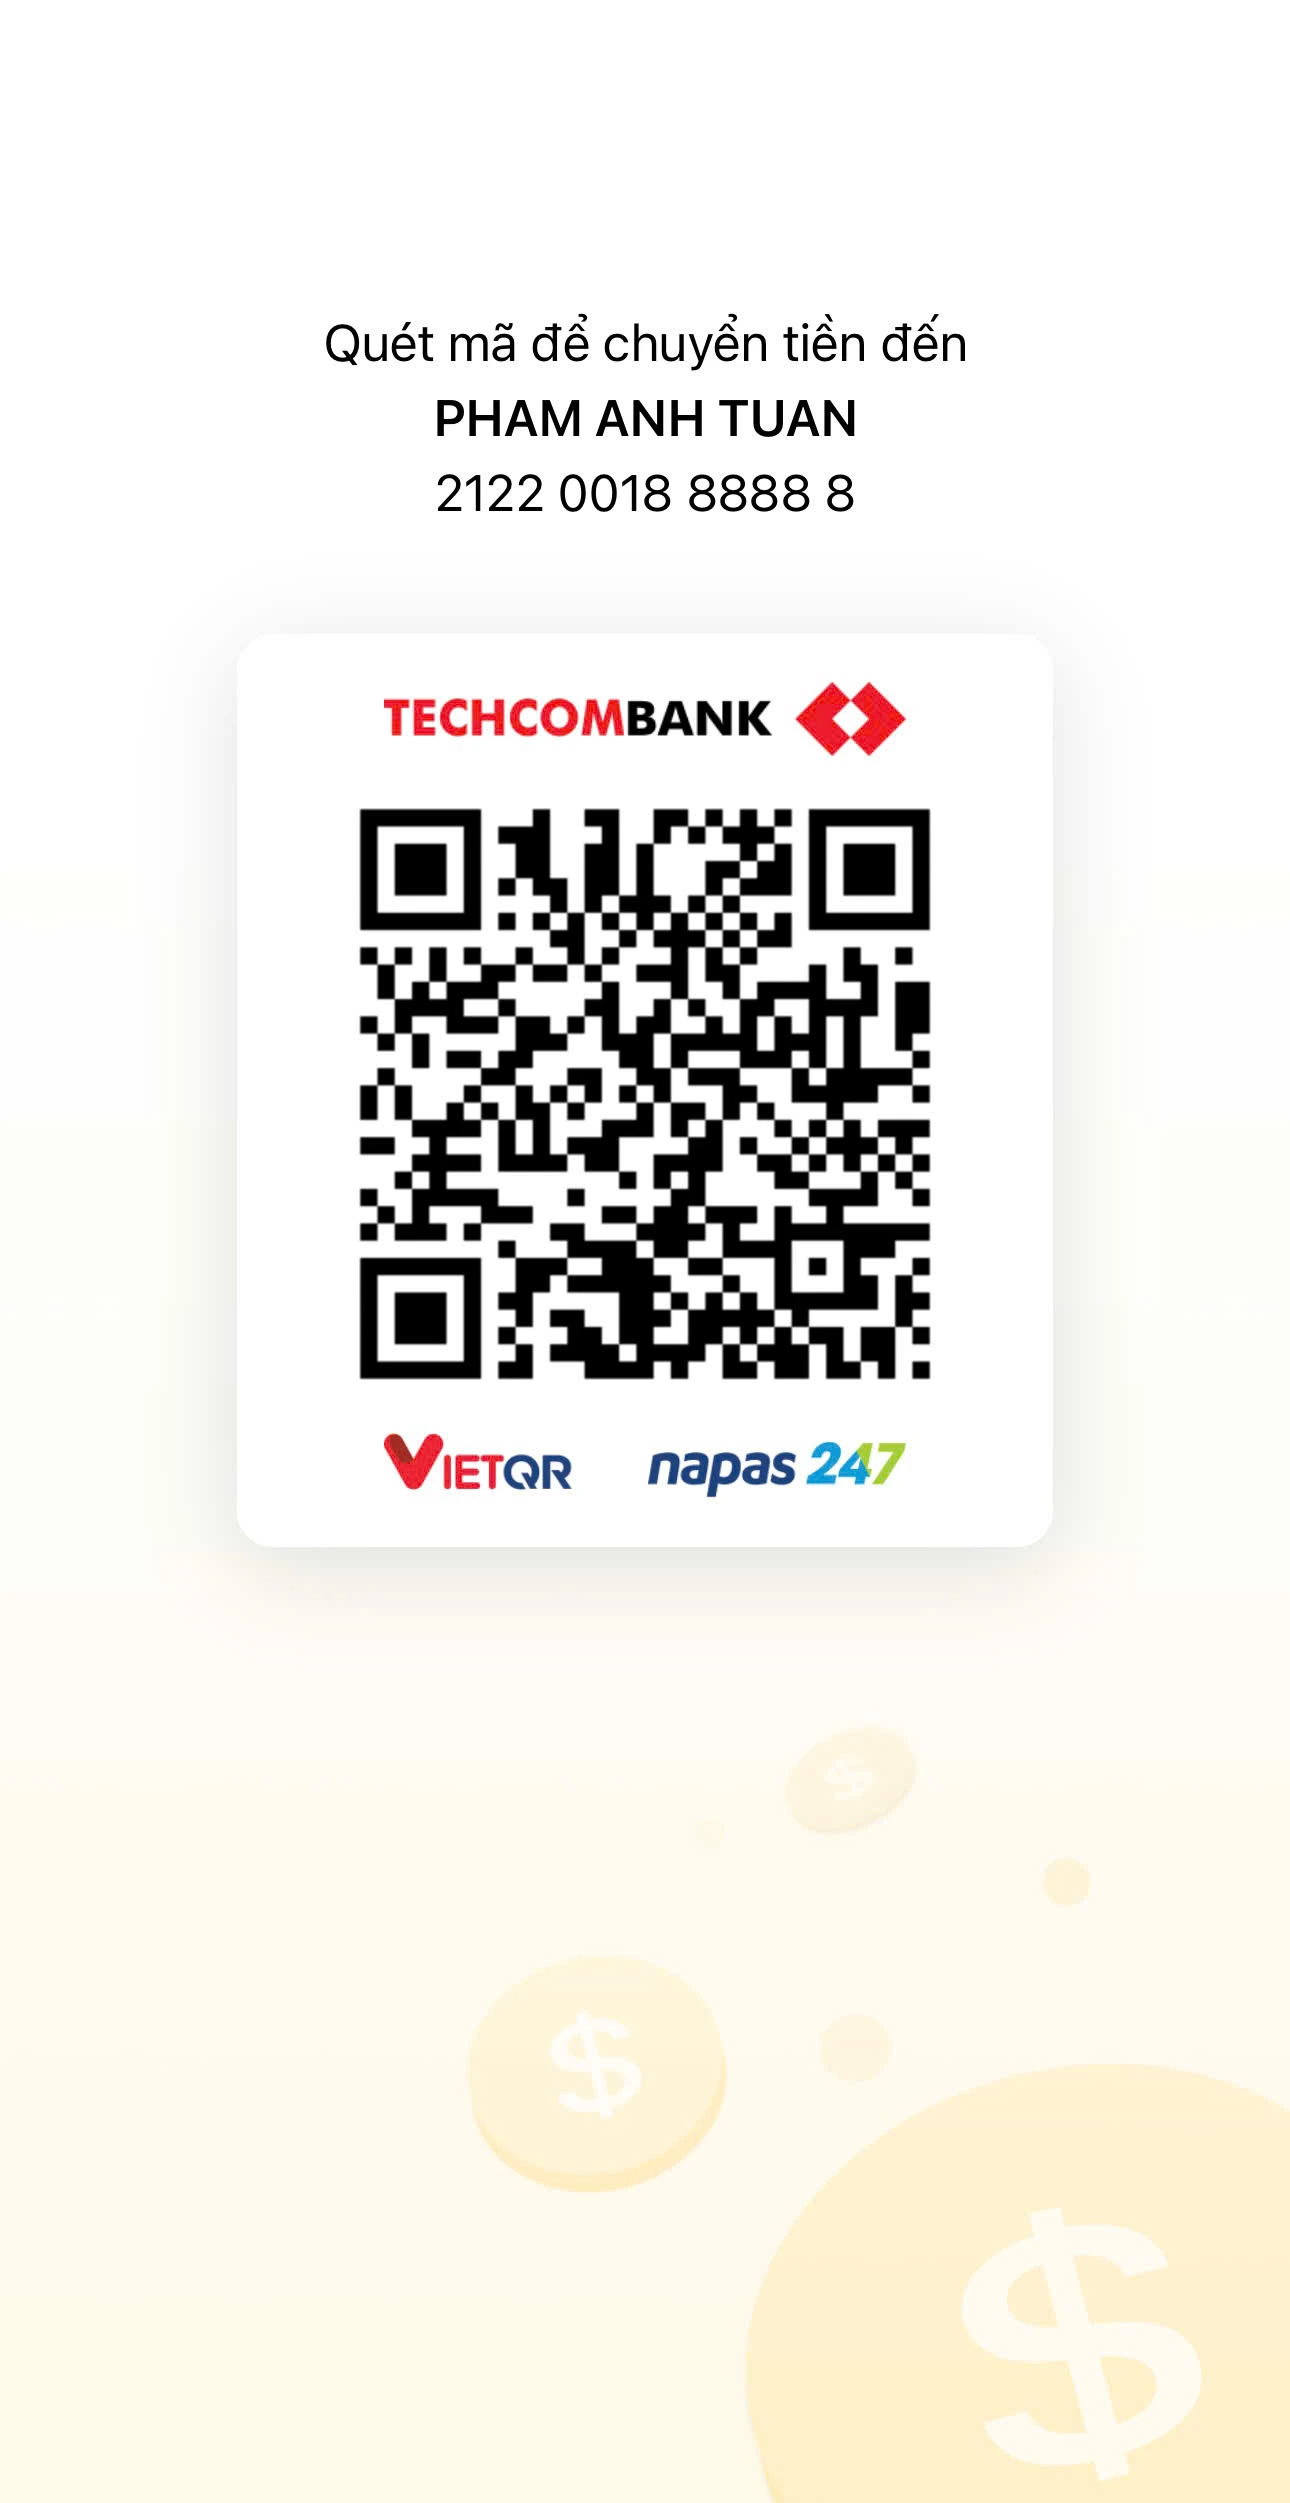 Quét mã để chuyển tiền đến
PHAM ANH TUAN
2122 0018 8888 8
TECHCOMBANK
VIETQR
napas 247
$
$
$